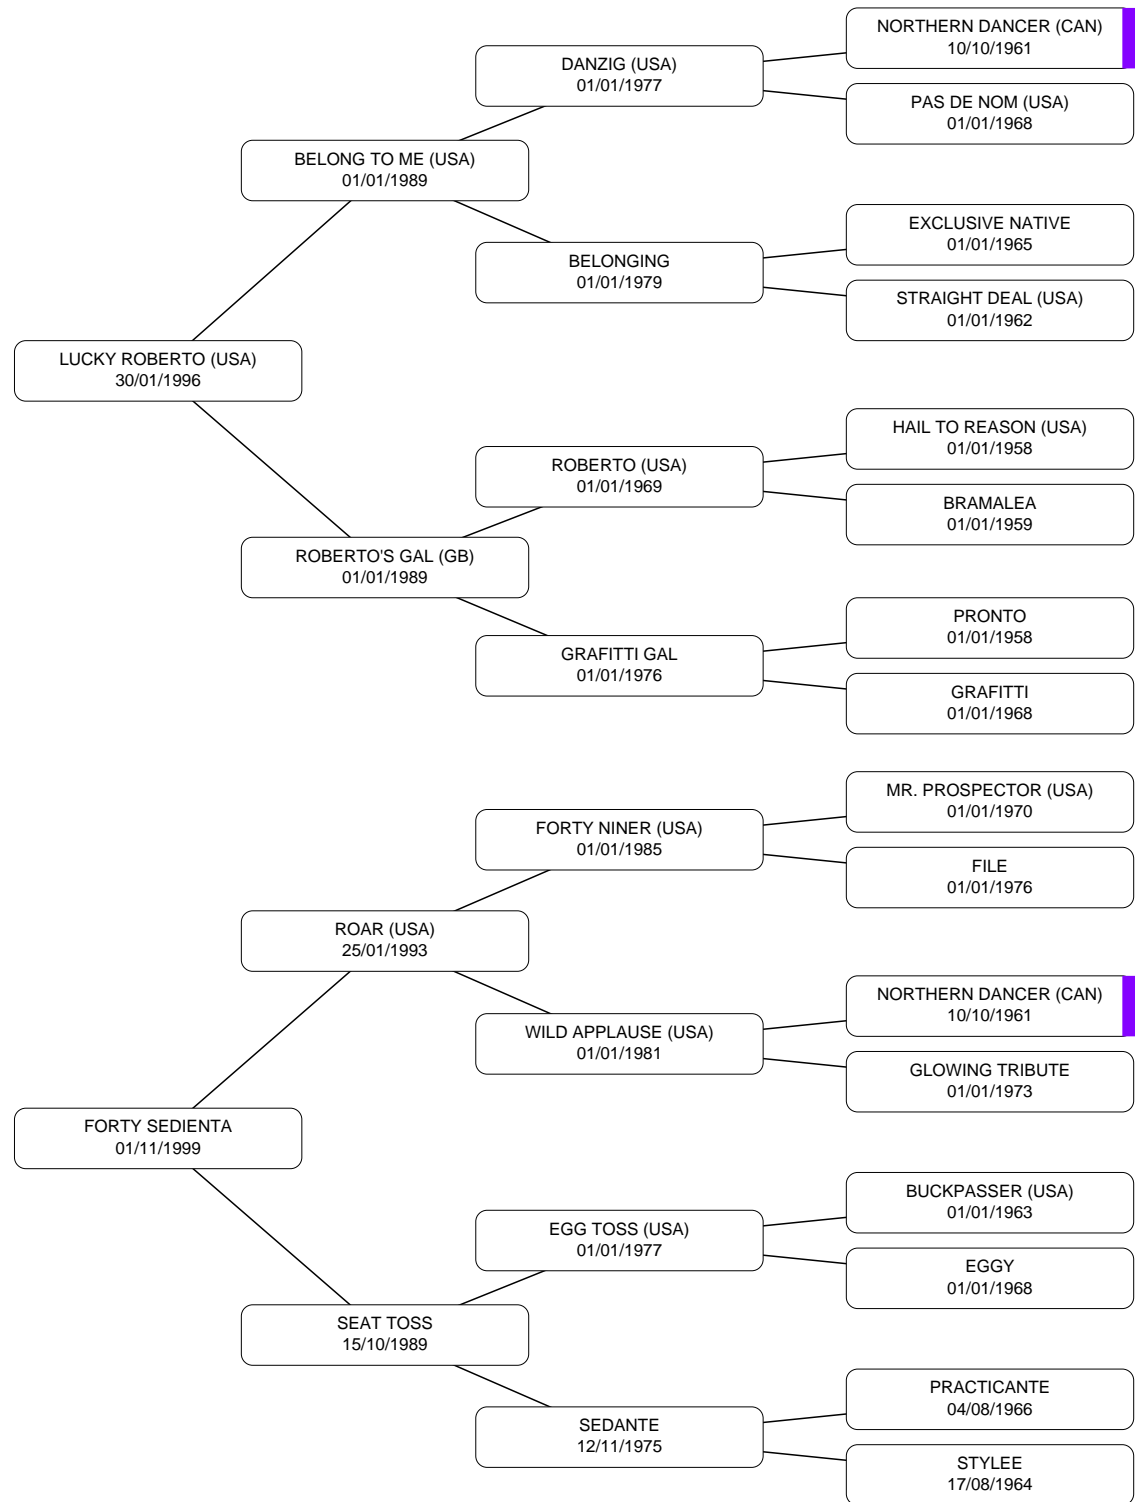 NORTHERN DANCER (CAN)
10/10/1961
DANZIG (USA)
01/01/1977
PAS DE NOM (USA)
01/01/1968
BELONG TO ME (USA)
01/01/1989
EXCLUSIVE NATIVE
01/01/1965
BELONGING
01/01/1979
STRAIGHT DEAL (USA)
01/01/1962
LUCKY ROBERTO (USA)
30/01/1996
HAIL TO REASON (USA)
01/01/1958
ROBERTO (USA)
01/01/1969
BRAMALEA
01/01/1959
ROBERTO'S GAL (GB)
01/01/1989
PRONTO
01/01/1958
GRAFITTI GAL
01/01/1976
GRAFITTI
01/01/1968
MR. PROSPECTOR (USA)
01/01/1970
FORTY NINER (USA)
01/01/1985
FILE
01/01/1976
ROAR (USA)
25/01/1993
NORTHERN DANCER (CAN)
10/10/1961
WILD APPLAUSE (USA)
01/01/1981
GLOWING TRIBUTE
01/01/1973
FORTY SEDIENTA
01/11/1999
BUCKPASSER (USA)
01/01/1963
EGG TOSS (USA)
01/01/1977
EGGY
01/01/1968
SEAT TOSS
15/10/1989
PRACTICANTE
04/08/1966
SEDANTE
12/11/1975
STYLEE
17/08/1964